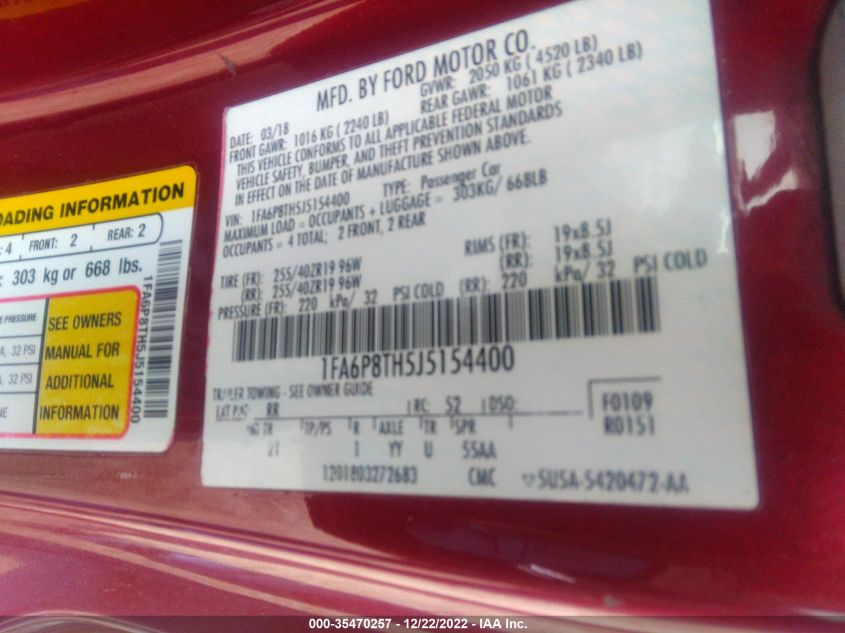 MFD. BY FORD MOTOR CO.
DATE: 03/18 GVWR: 2050 KG ( 4520 LB)
FRONT GAWR: 1016 KG ( 2240 LB) REAR GAWR: 1061 KG ( 2340 LB)
THIS VEHICLE CONFORMS TO ALL APPLICABLE FEDERAL MOTOR
VEHICLE SAFETY, BUMPER, AND THEFT PREVENTION STANDARDS
IN EFFECT ON THE DATE OF MANUFACTURE SHOWN ABOVE.
VIN: 1FA6P8TH5J5154400 TYPE: Passenger Car
MAXIMUM LOAD = OCCUPANTS + LUGGAGE = 303KG/ 668LB
OCCUPANTS = 4 TOTAL; 2 FRONT, 2 REAR
TIRE (FR): 255/40ZR19 96W RIMS (FR): 19x8.5J
(RR): 255/40ZR19 96W (RR): 19x8.5J
PRESSURE (FR): 220 kPa/ 32 PSI COLD (RR): 220 kPa/ 32 PSI COLD
1FA6P8TH5J5154400
TRAILER TOWING - SEE OWNER GUIDE
EXT PNT: RR RC: 52 DSO: F0109
INT TR TP/PS R AXLE TR SPR R0151
1 YY U 55AA
1201803272683 CMC 5U5A-5420472-AA
LOADING INFORMATION
4 FRONT: 2 REAR: 2
303 kg or 668 lbs.
PRESSURE
32 PSI
32 PSI
SEE OWNERS
MANUAL FOR
ADDITIONAL
INFORMATION
1FA6P8TH5J5154400
000-35470257 - 12/22/2022 - IAA Inc.